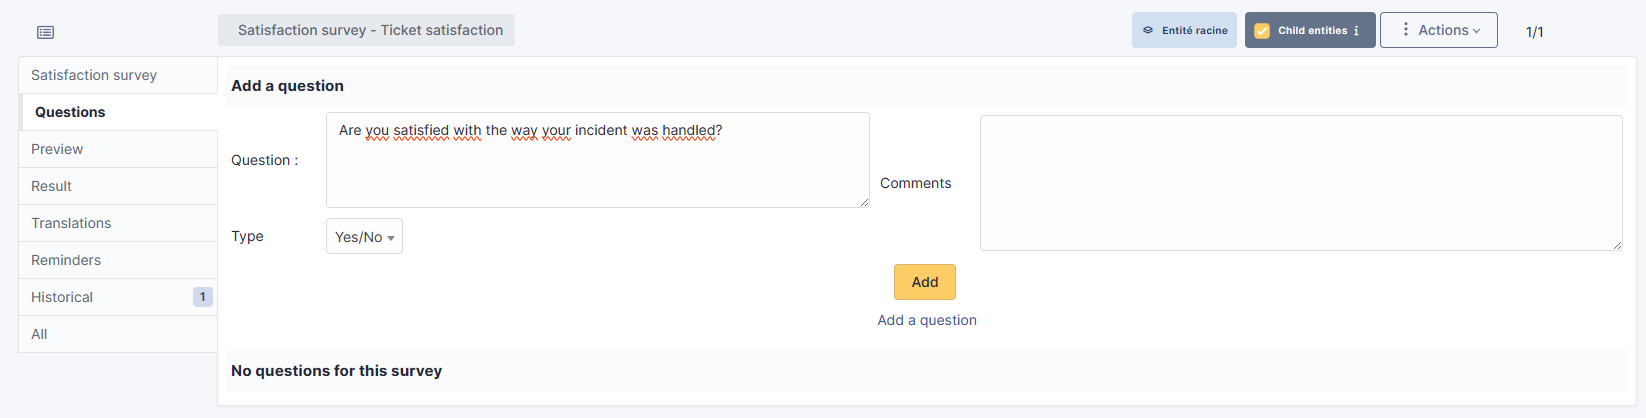 Satisfaction survey - Ticket satisfaction
Entité racine
Child entities i
Actions
1/1
Satisfaction survey
Questions
Preview
Result
Translations
Reminders
Historical 1
All
Add a question
Question :
Are you satisfied with the way your incident was handled?
Comments
Type
Yes/No
Add
Add a question
No questions for this survey